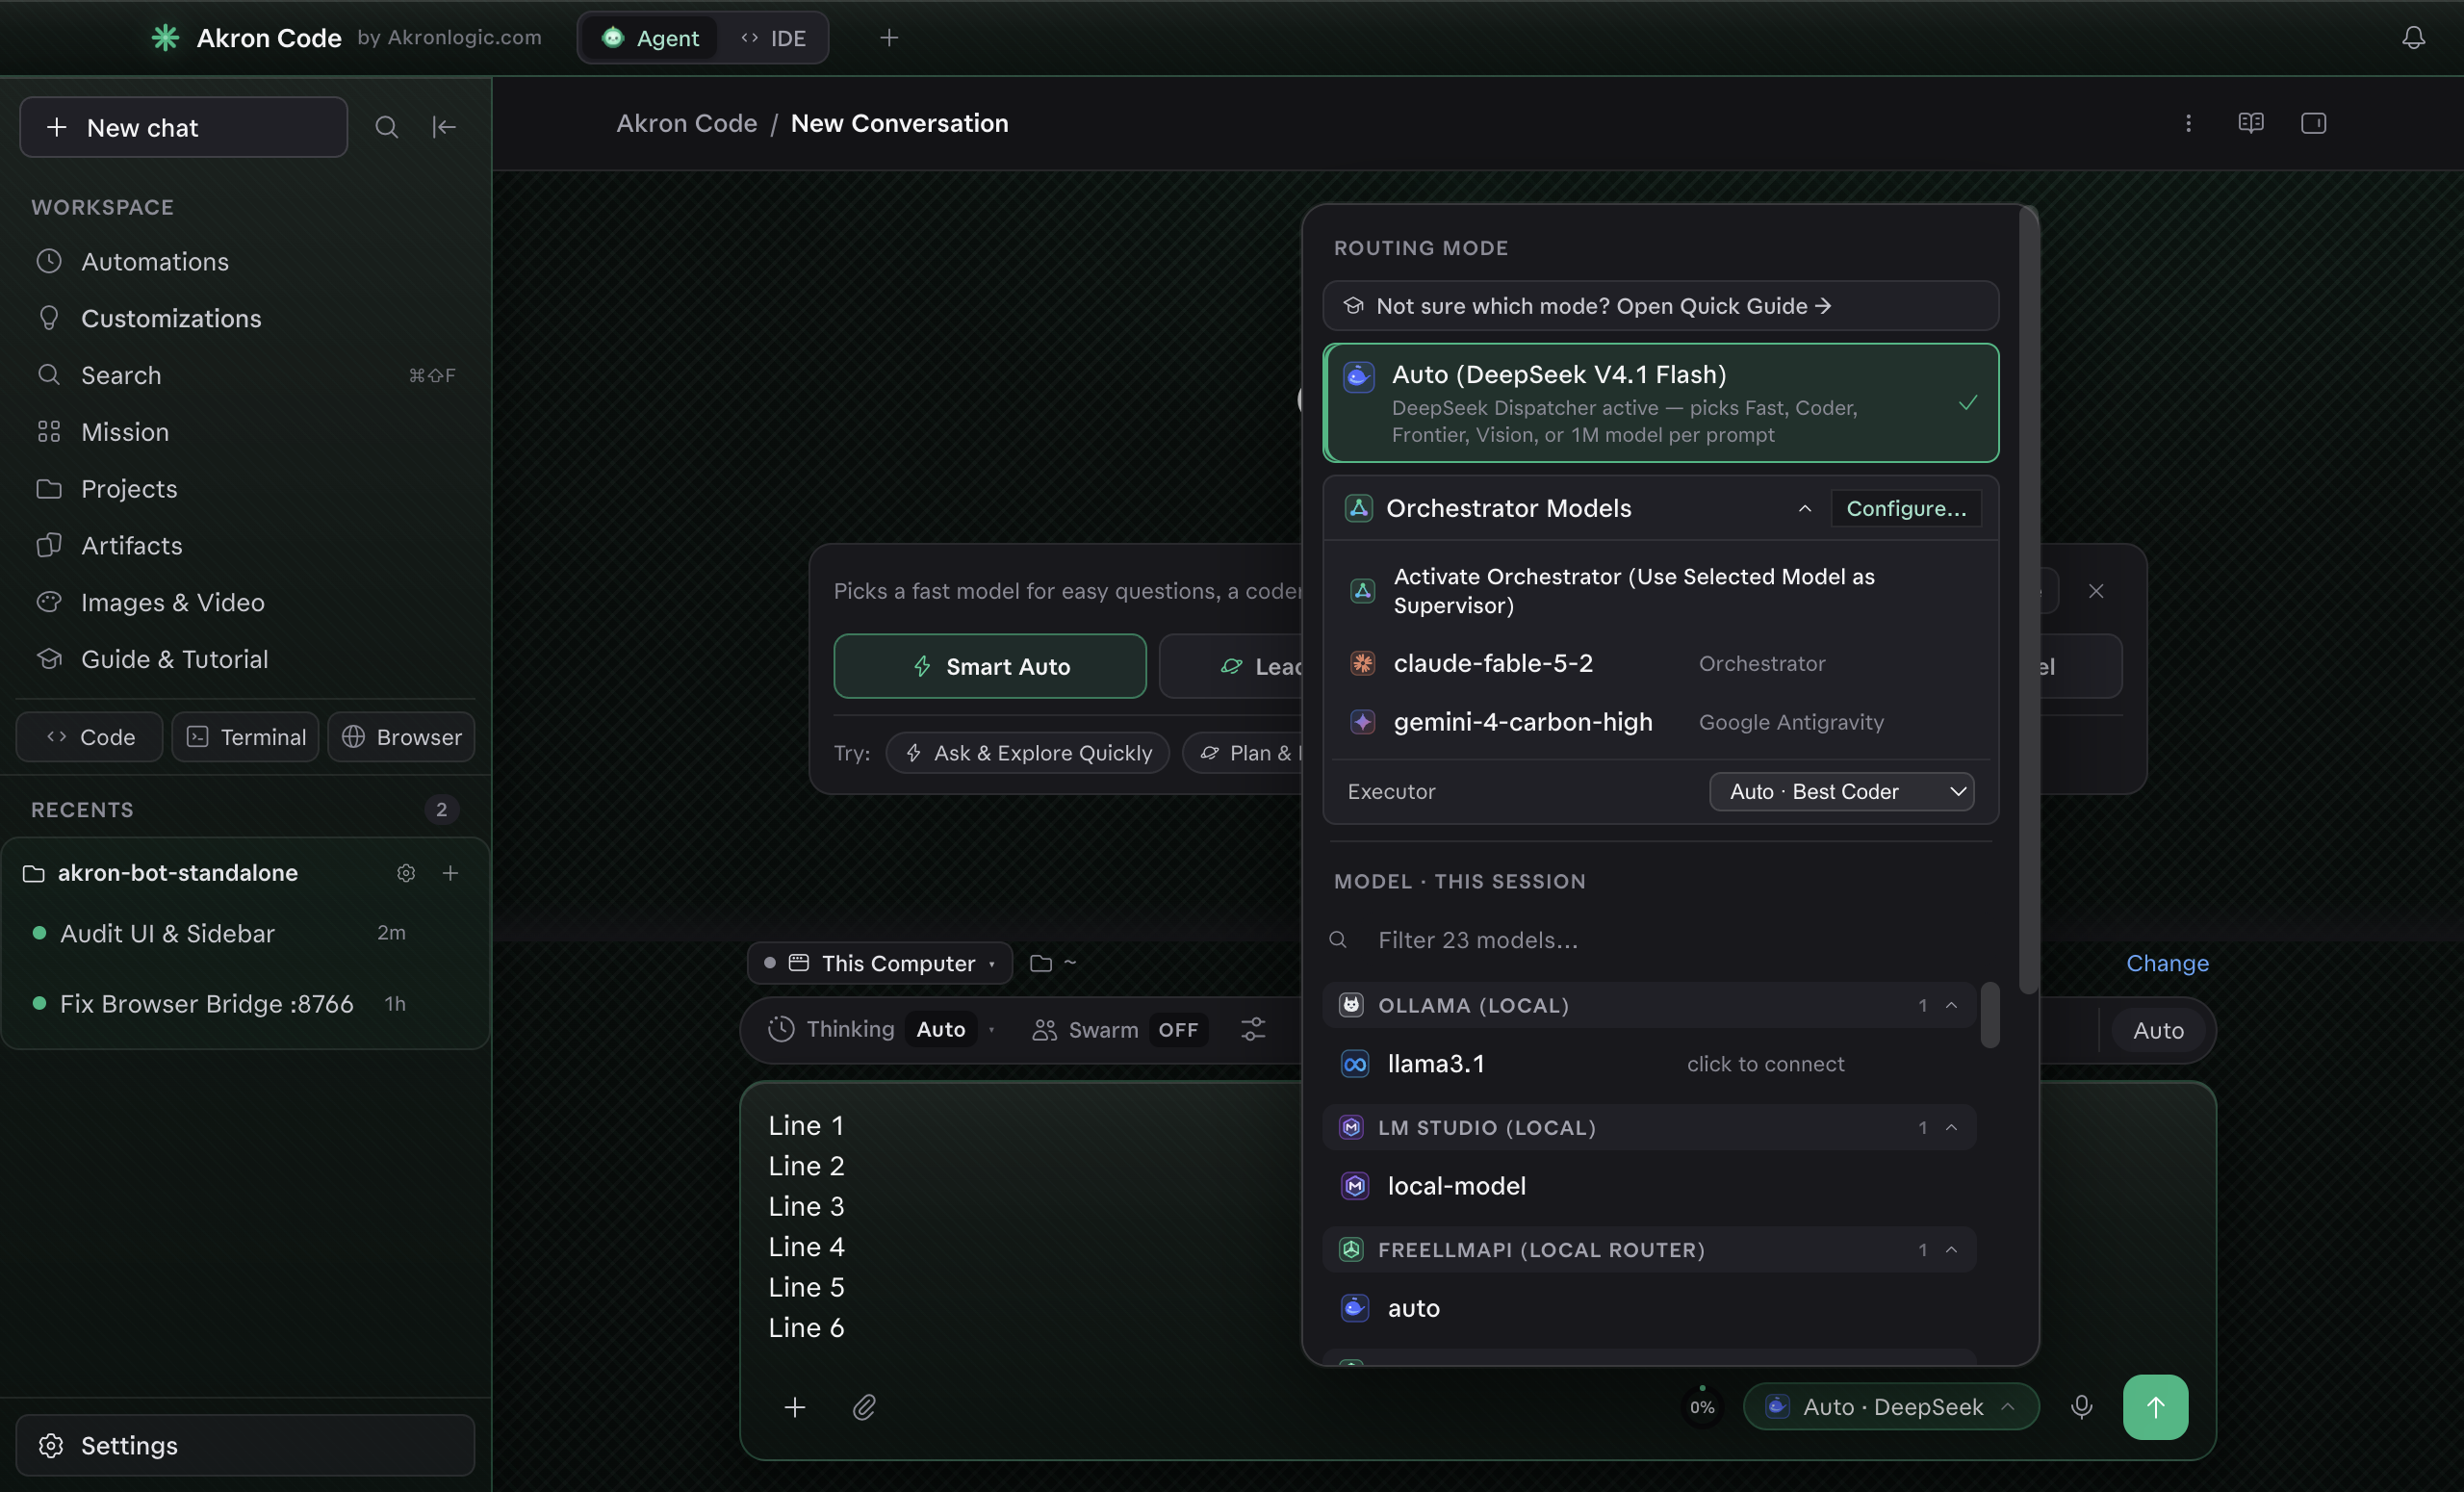 Akron Code by Akronlogic.com
Agent
IDE
New chat
WORKSPACE
Automations
Customizations
Search ⌘⇧F
Mission
Projects
Artifacts
Images & Video
Guide & Tutorial
Code
Terminal
Browser
RECENTS 2
akron-bot-standalone
Audit UI & Sidebar 2m
Fix Browser Bridge :8766 1h
Settings
Akron Code / New Conversation
Picks a fast model for easy questions, a coder
Smart Auto
Try:
Ask & Explore Quickly
Plan &
ROUTING MODE
Not sure which mode? Open Quick Guide →
Auto (DeepSeek V4.1 Flash)
DeepSeek Dispatcher active — picks Fast, Coder,
Frontier, Vision, or 1M model per prompt
Orchestrator Models
Configure...
Activate Orchestrator (Use Selected Model as
Supervisor)
claude-fable-5-2 Orchestrator
gemini-4-carbon-high Google Antigravity
Executor
Auto · Best Coder
MODEL · THIS SESSION
Filter 23 models...
OLLAMA (LOCAL) 1
llama3.1 click to connect
LM STUDIO (LOCAL) 1
local-model
FREELLMAPI (LOCAL ROUTER) 1
auto
This Computer
~
Change
Thinking Auto
Swarm OFF
Auto
Line 1
Line 2
Line 3
Line 4
Line 5
Line 6
0%
Auto · DeepSeek